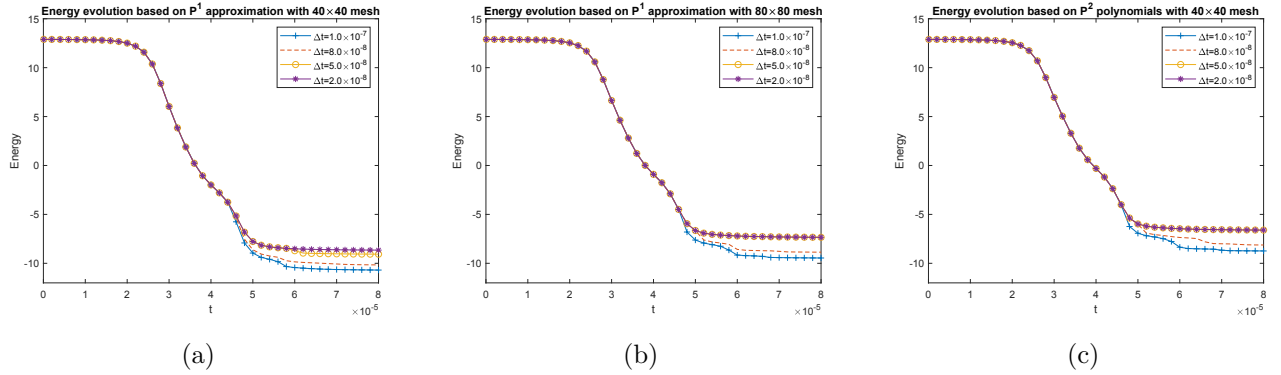 Energy evolution based on P¹ approximation with 40×40 mesh
Δt=1.0×10⁻⁷
Δt=8.0×10⁻⁸
Δt=5.0×10⁻⁸
Δt=2.0×10⁻⁸
10
5
0
-5
-10
Energy
0 1 2 3 4 5 6 7 8
t
×10⁻⁵
(a)
Energy evolution based on P¹ approximation with 80×80 mesh
Δt=1.0×10⁻⁷
Δt=8.0×10⁻⁸
Δt=5.0×10⁻⁸
Δt=2.0×10⁻⁸
10
5
0
-5
-10
Energy
0 1 2 3 4 5 6 7 8
t
×10⁻⁵
(b)
Energy evolution based on P² polynomials with 40×40 mesh
Δt=1.0×10⁻⁷
Δt=8.0×10⁻⁸
Δt=5.0×10⁻⁸
Δt=2.0×10⁻⁸
10
5
0
-5
-10
Energy
0 1 2 3 4 5 6 7 8
t
×10⁻⁵
(c)